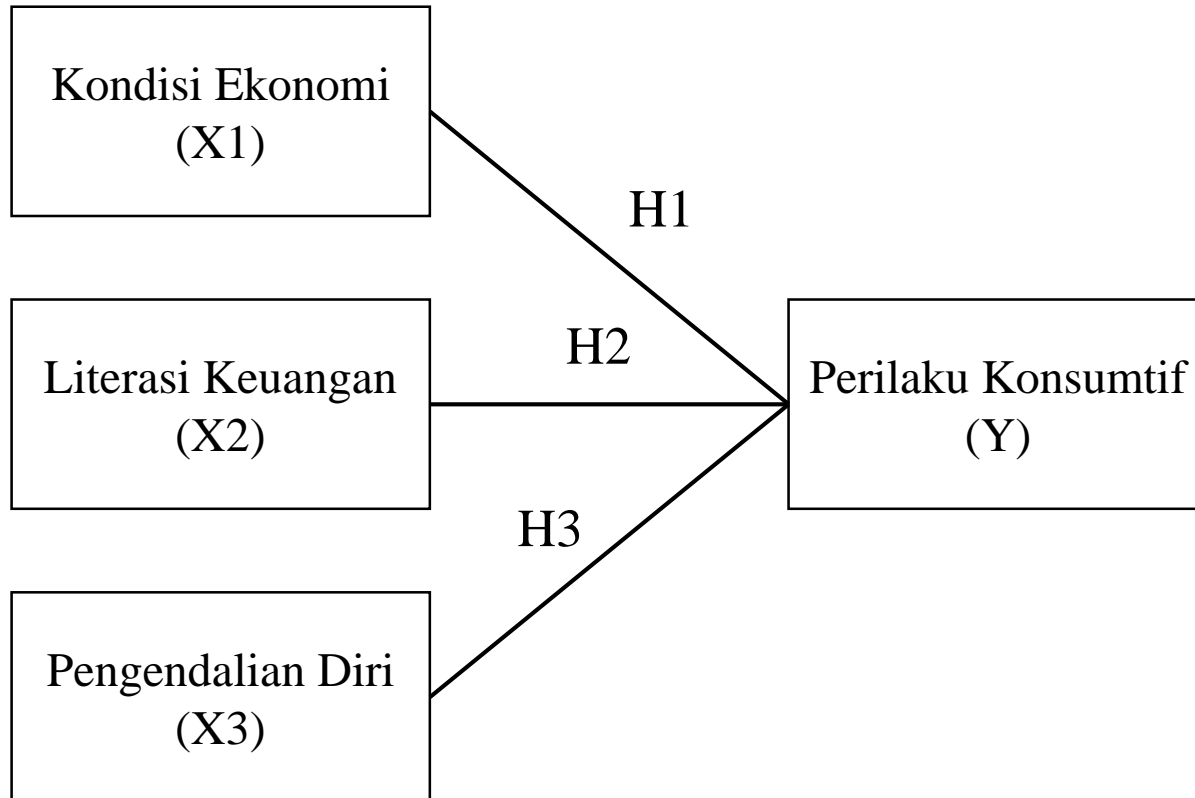 Kondisi Ekonomi
(X1)
H1
Literasi Keuangan
(X2)
H2
Perilaku Konsumtif
(Y)
H3
Pengendalian Diri
(X3)